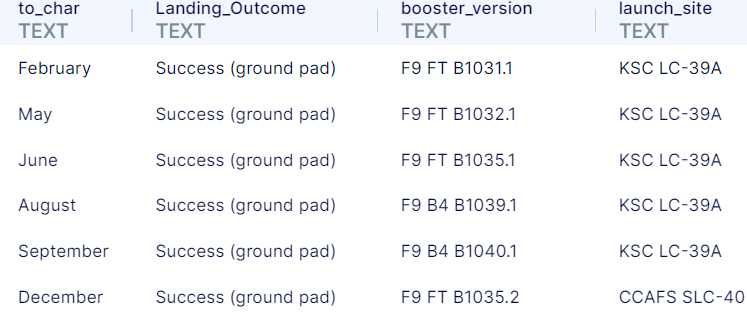 to_char Landing_Outcome booster_version launch_site
TEXT TEXT TEXT TEXT
February Success (ground pad) F9 FT B1031.1 KSC LC-39A
May Success (ground pad) F9 FT B1032.1 KSC LC-39A
June Success (ground pad) F9 FT B1035.1 KSC LC-39A
August Success (ground pad) F9 B4 B1039.1 KSC LC-39A
September Success (ground pad) F9 B4 B1040.1 KSC LC-39A
December Success (ground pad) F9 FT B1035.2 CCAFS SLC-40